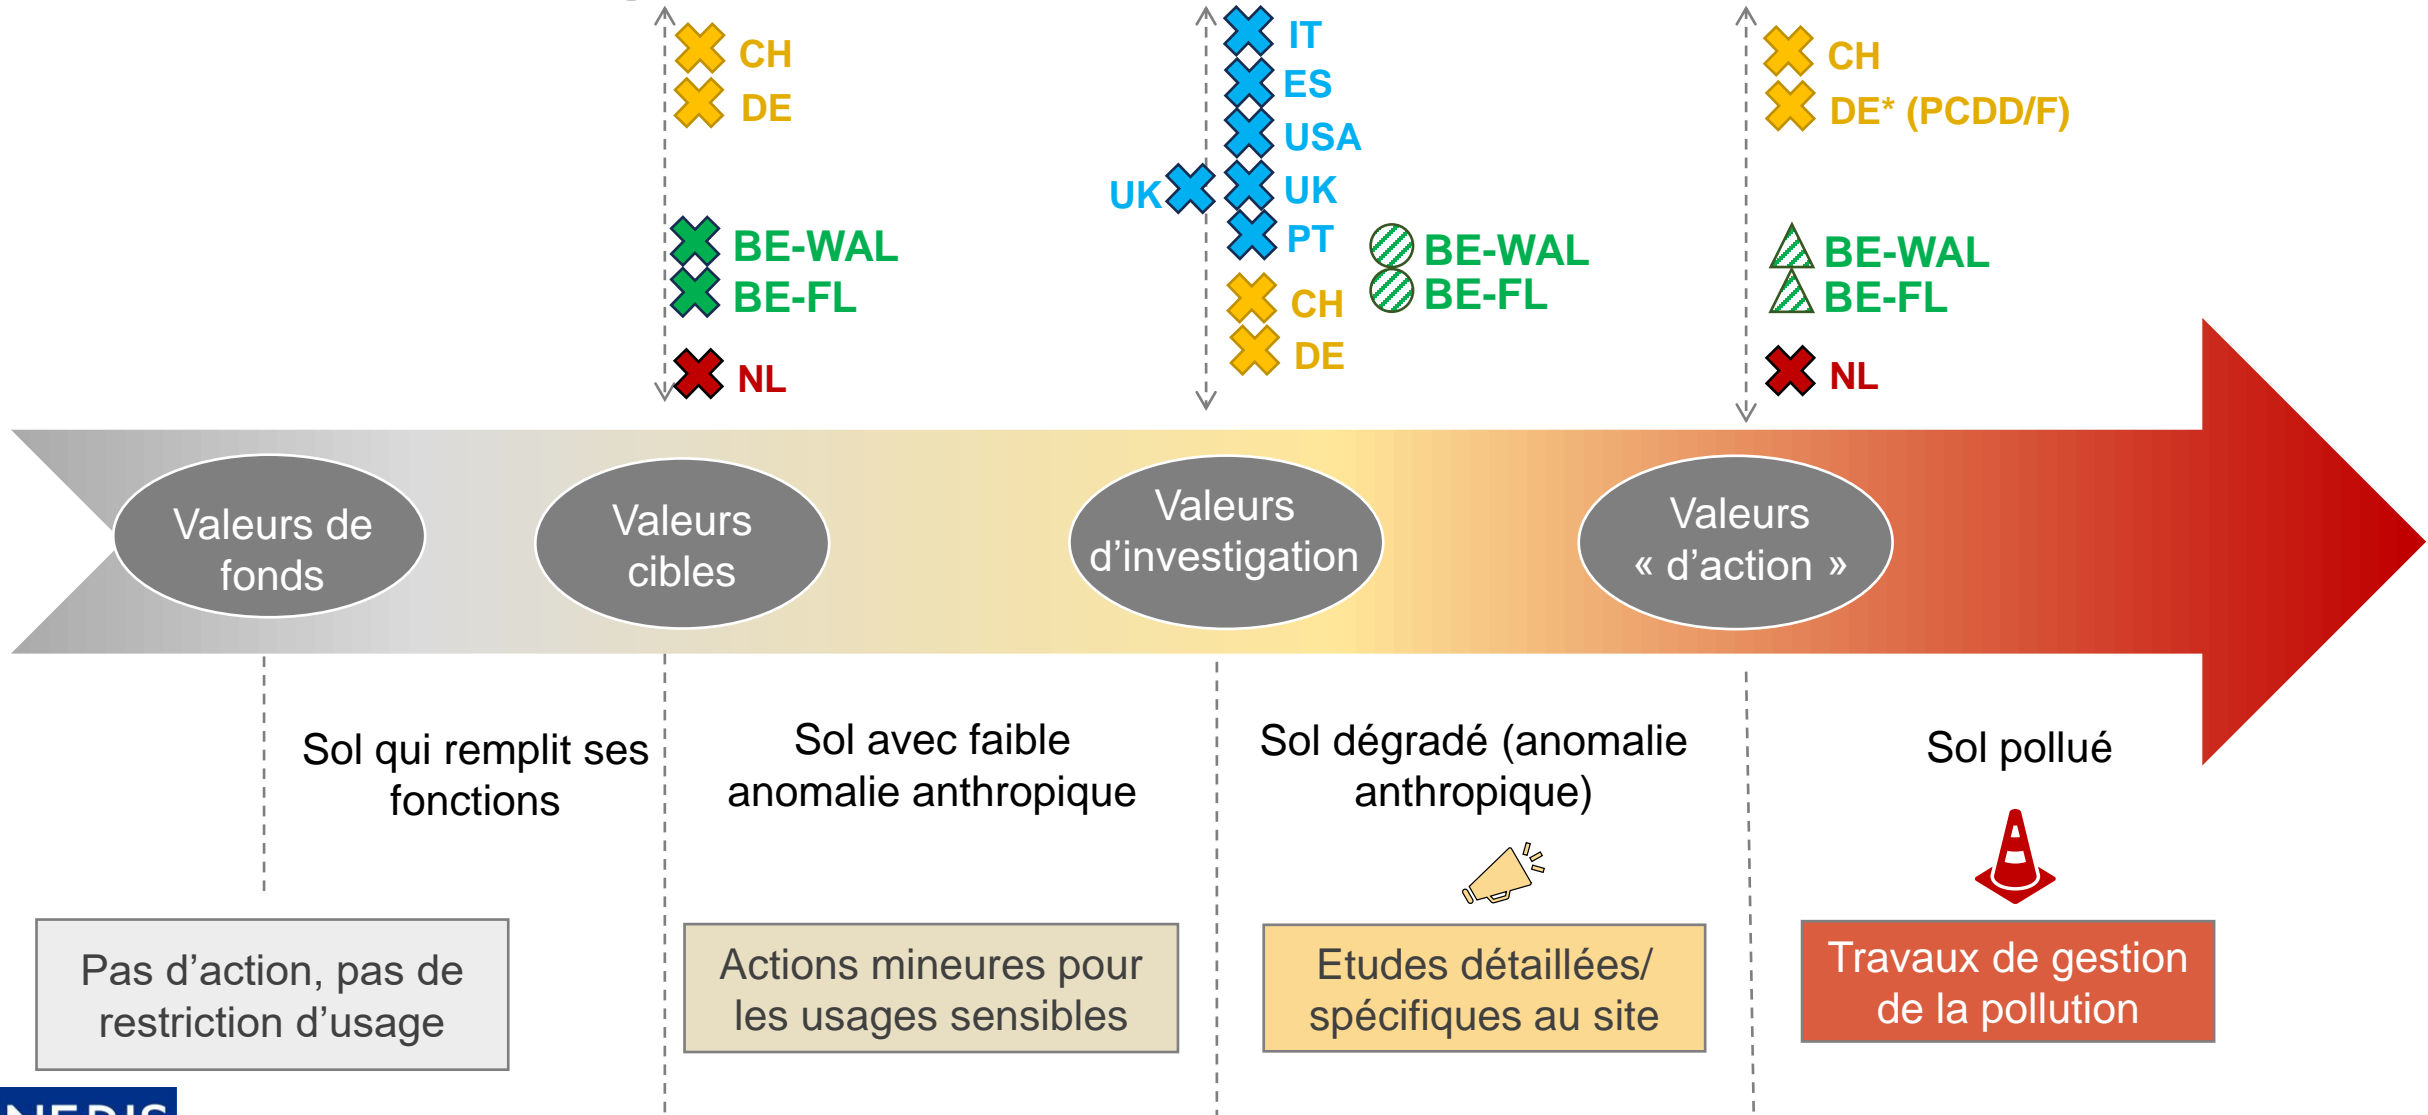 CH
DE
BE-WAL
BE-FL
NL
IT
ES
USA
UK
UK
PT
CH
DE
BE-WAL
BE-FL
CH
DE* (PCDD/F)
BE-WAL
BE-FL
NL
Valeurs de
fonds
Valeurs
cibles
Valeurs
d’investigation
Valeurs
« d’action »
Sol qui remplit ses
fonctions
Sol avec faible
anomalie anthropique
Sol dégradé (anomalie
anthropique)
Sol pollué
Pas d’action, pas de
restriction d’usage
Actions mineures pour
les usages sensibles
Etudes détaillées/
spécifiques au site
Travaux de gestion
de la pollution